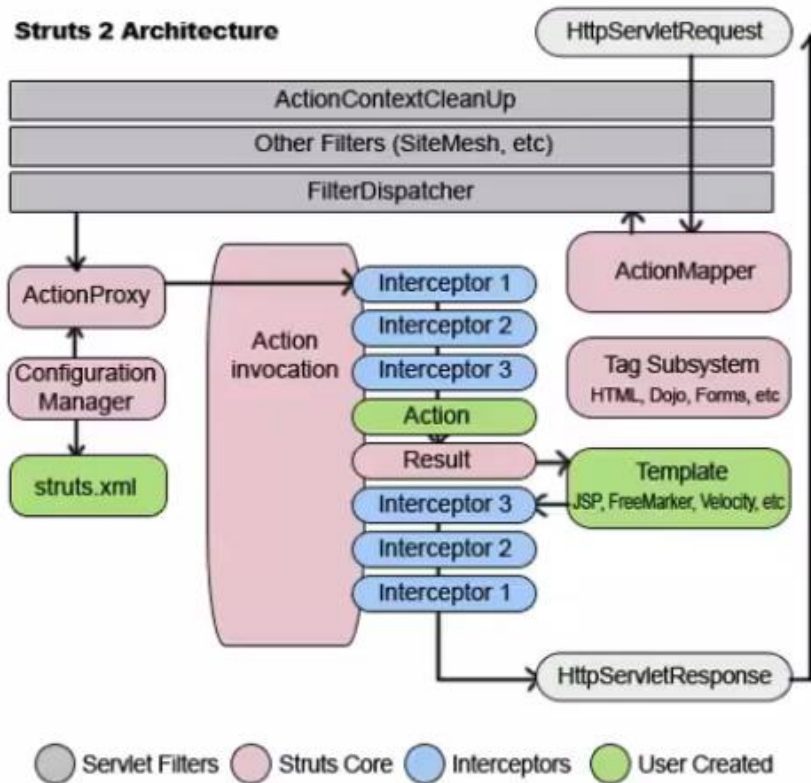 Struts 2 Architecture
HttpServletRequest
ActionContextCleanUp
Other Filters (SiteMesh, etc)
FilterDispatcher
ActionProxy
Configuration
Manager
struts.xml
Action
invocation
Interceptor 1
Interceptor 2
Interceptor 3
Action
Result
Interceptor 3
Interceptor 2
Interceptor 1
ActionMapper
Tag Subsystem
HTML, Dojo, Forms, etc
Template
JSP, FreeMarker, Velocity, etc
HttpServletResponse
Servlet Filters
Struts Core
Interceptors
User Created